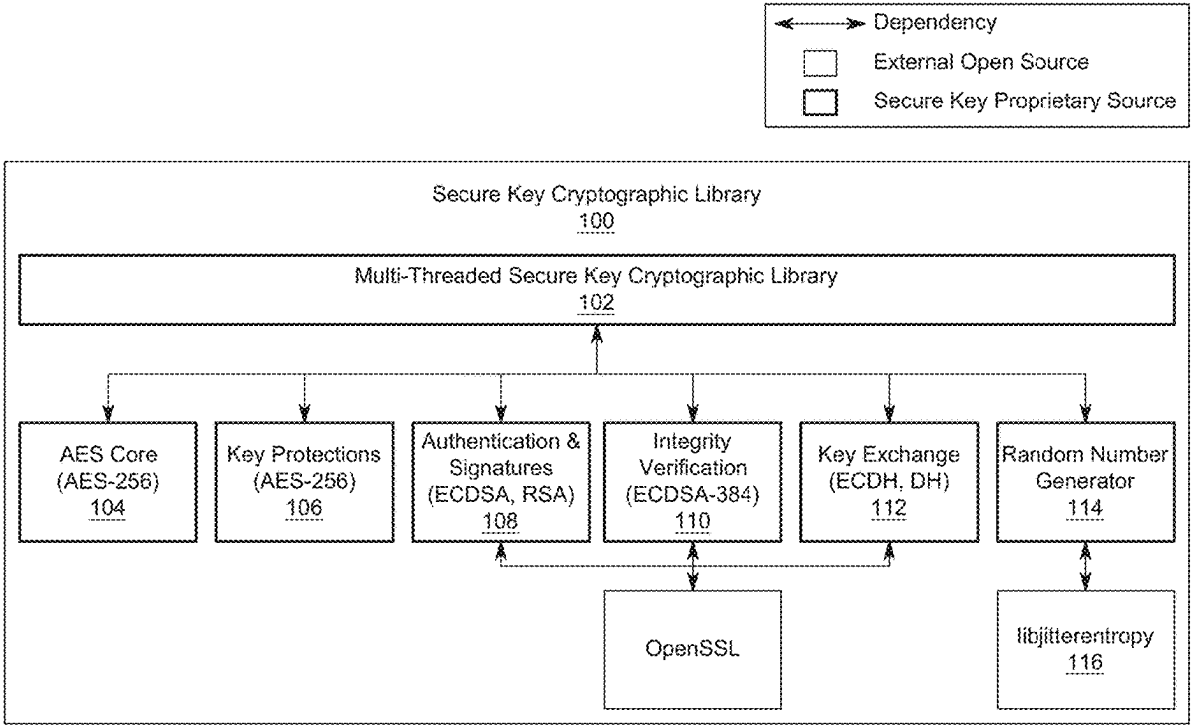 Dependency
External Open Source
Secure Key Proprietary Source
Secure Key Cryptographic Library
100
Multi-Threaded Secure Key Cryptographic Library
102
AES Core
(AES-256)
104
Key Protections
(AES-256)
106
Authentication &
Signatures
(ECDSA, RSA)
108
Integrity
Verification
(ECDSA-384)
110
Key Exchange
(ECDH, DH)
112
Random Number
Generator
114
OpenSSL
libjitterentropy
116